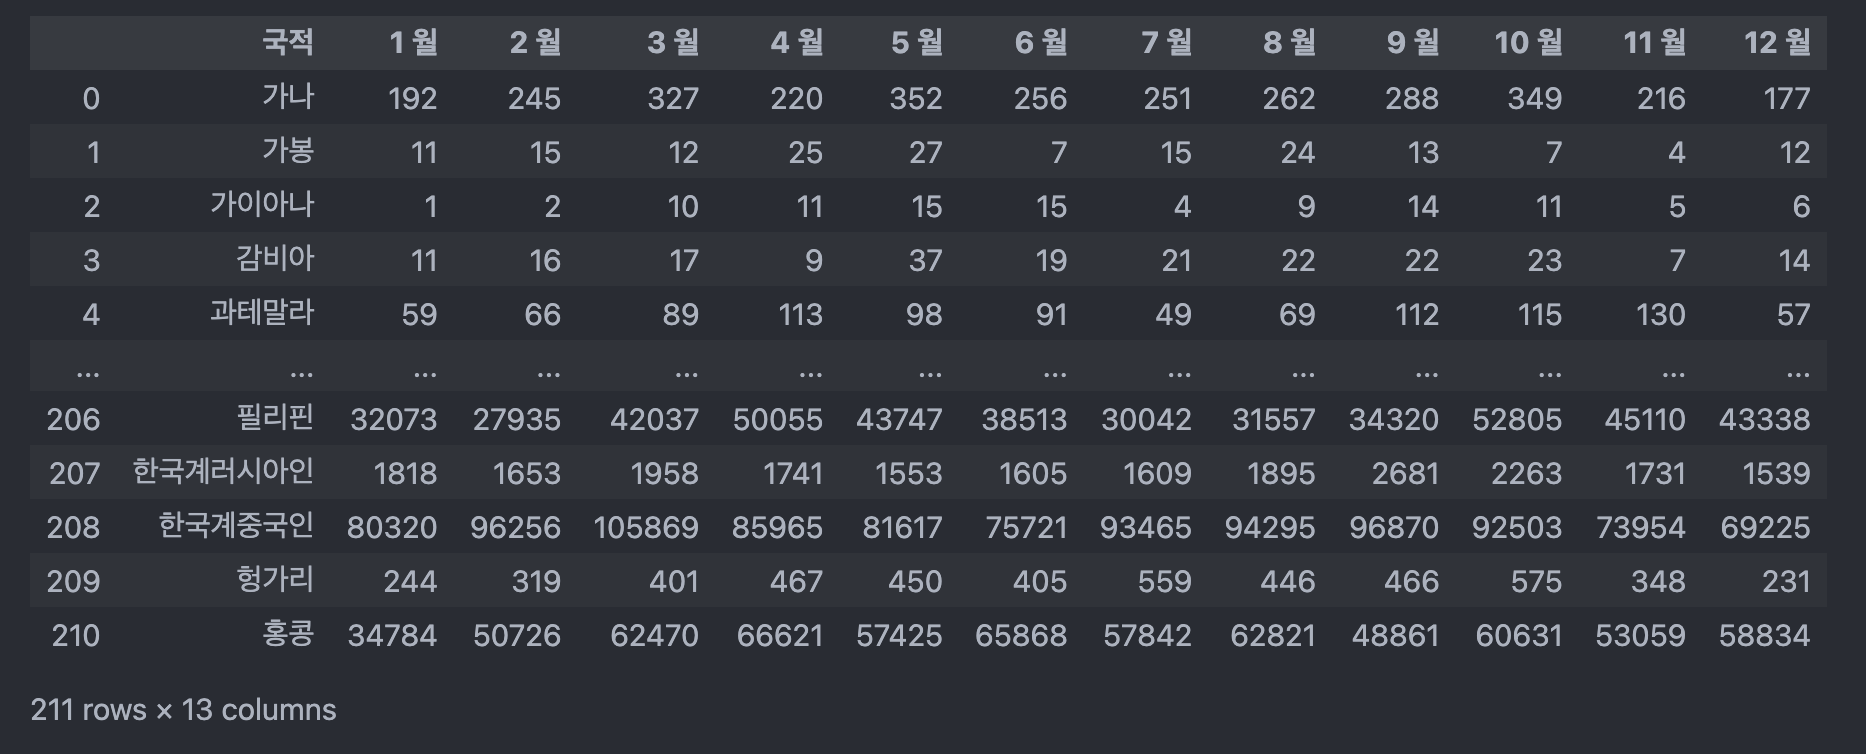 국적 1 월 2 월 3 월 4 월 5 월 6 월 7 월 8 월 9 월 10 월 11 월 12 월
0 가나 192 245 327 220 352 256 251 262 288 349 216 177
1 가봉 11 15 12 25 27 7 15 24 13 7 4 12
2 가이아나 1 2 10 11 15 15 4 9 14 11 5 6
3 감비아 11 16 17 9 37 19 21 22 22 23 7 14
4 과테말라 59 66 89 113 98 91 49 69 112 115 130 57
... ... ... ... ... ... ... ... ... ... ... ... ... ...
206 필리핀 32073 27935 42037 50055 43747 38513 30042 31557 34320 52805 45110 43338
207 한국계러시아인 1818 1653 1958 1741 1553 1605 1609 1895 2681 2263 1731 1539
208 한국계중국인 80320 96256 105869 85965 81617 75721 93465 94295 96870 92503 73954 69225
209 헝가리 244 319 401 467 450 405 559 446 466 575 348 231
210 홍콩 34784 50726 62470 66621 57425 65868 57842 62821 48861 60631 53059 58834
211 rows × 13 columns